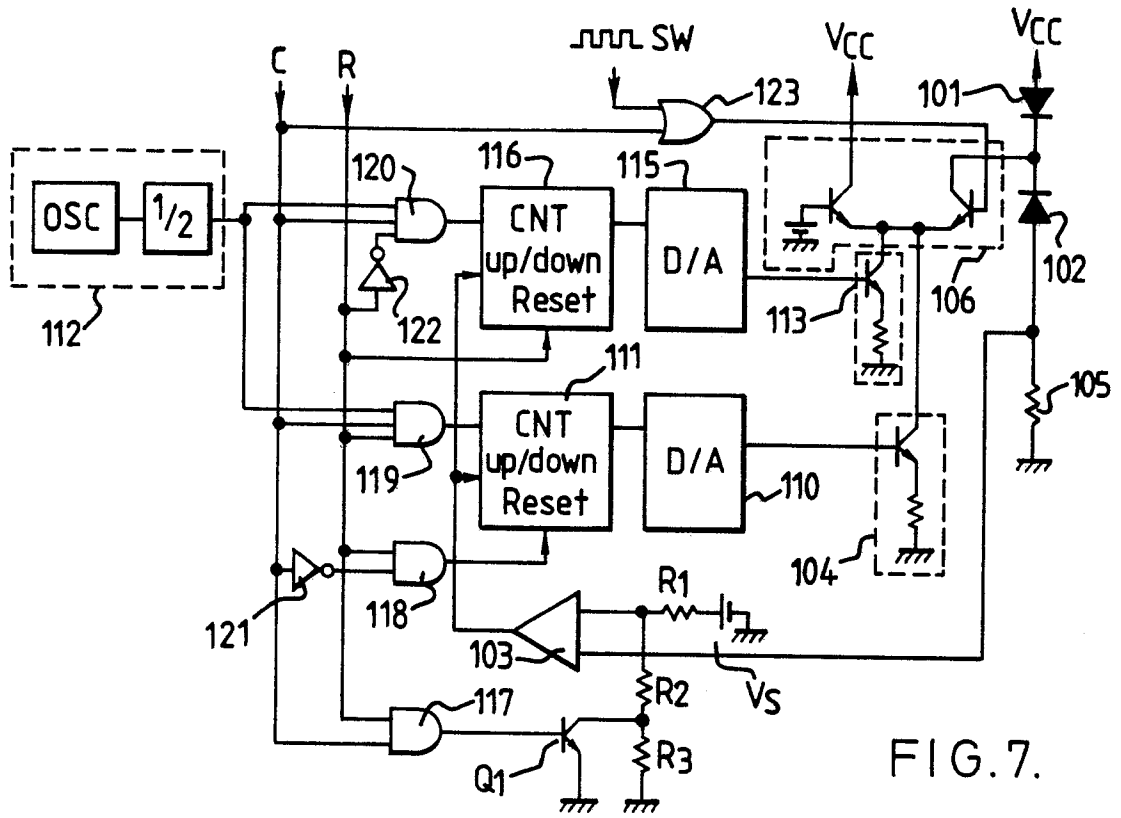 SW
VCC
VCC
C
R
123
101
120
116
115
OSC
1/2
CNT
up/down
Reset
D/A
102
113
106
112
122
111
105
CNT
up/down
Reset
D/A
119
110
104
118
121
R1
103
R2
VS
117
R3
Q1
FIG. 7.